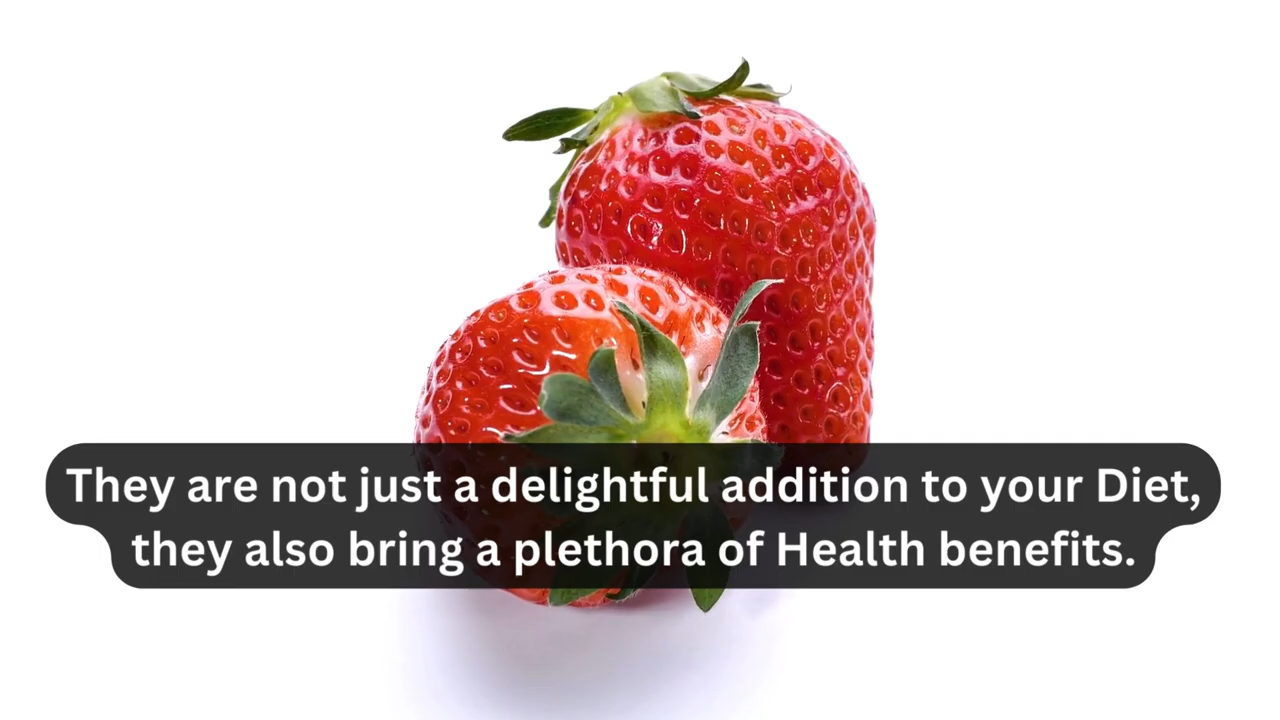 They are not just a delightful addition to your Diet,
they also bring a plethora of Health benefits.